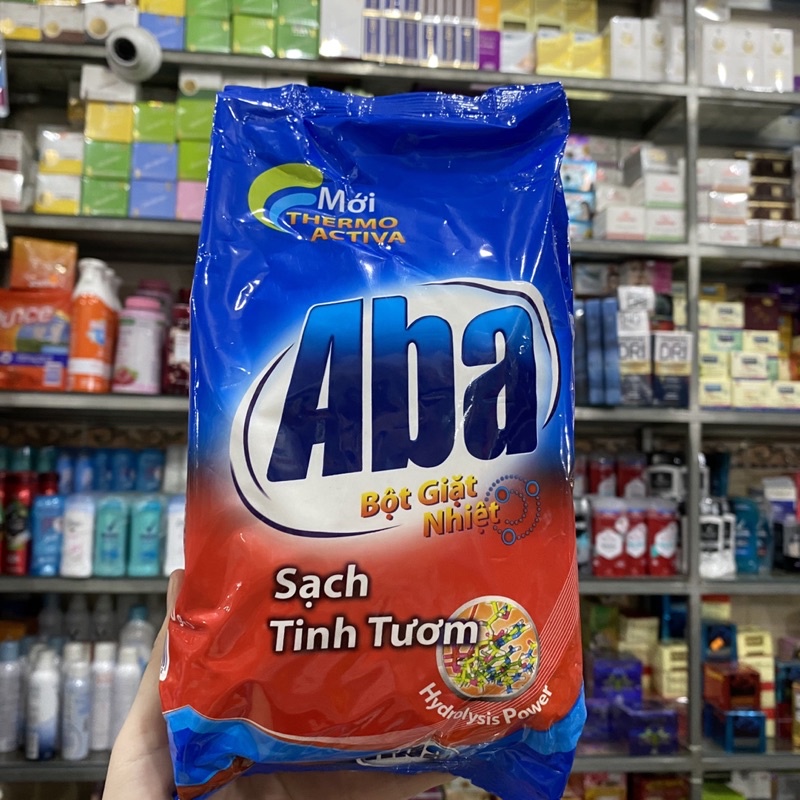 Mới
THERMO
ACTIVA
Aba
Bột Giặt
Nhiệt
Sạch
Tinh Tươm
Hydrolysis Power